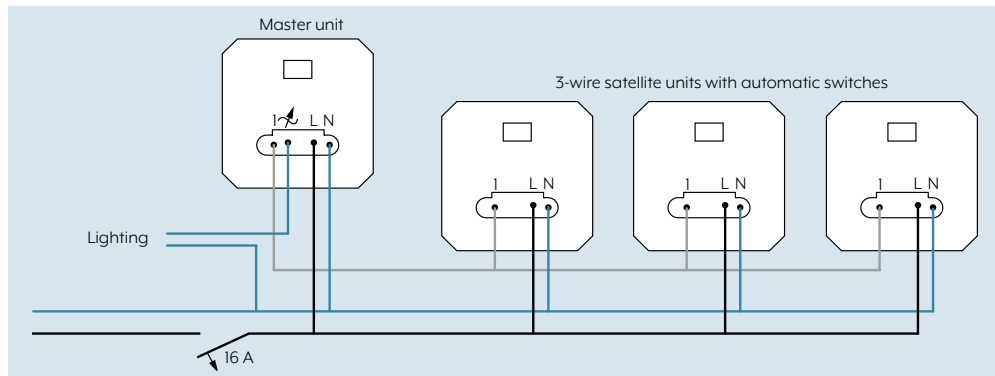 Master unit
3-wire satellite units with automatic switches
1 L N
1 L N
1 L N
1 L N
Lighting
16 A